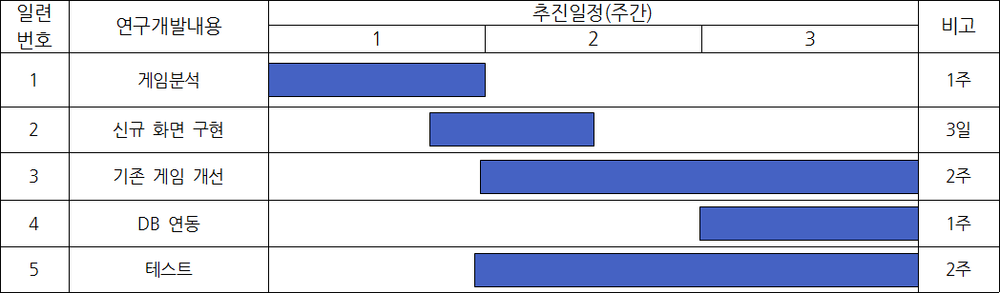 일련
번호
연구개발내용
추진일정(주간)
비고
1 2 3
1 게임분석 1주
2 신규 화면 구현 3일
3 기존 게임 개선 2주
4 DB 연동 1주
5 테스트 2주